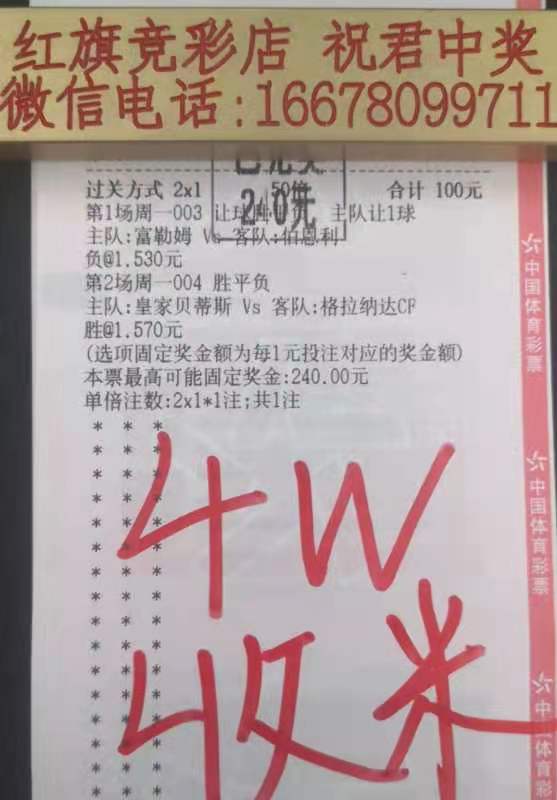 红旗竞彩店 祝君中奖
微信电话:16678099711
已兑奖
240元
过关方式 2x1 50倍 合计 100元
第1场周一003 让球胜平负 主队让1球
主队:富勒姆 Vs 客队:伯恩利
负@1.530元
第2场周一004 胜平负
主队:皇家贝蒂斯 Vs 客队:格拉纳达CF
胜@1.570元
(选项固定奖金额为每1元投注对应的奖金额)
本票最高可能固定奖金:240.00元
单倍注数:2x1*1注;共1注
4W
收米
中国体育彩票
中国体育彩票
中国体育彩